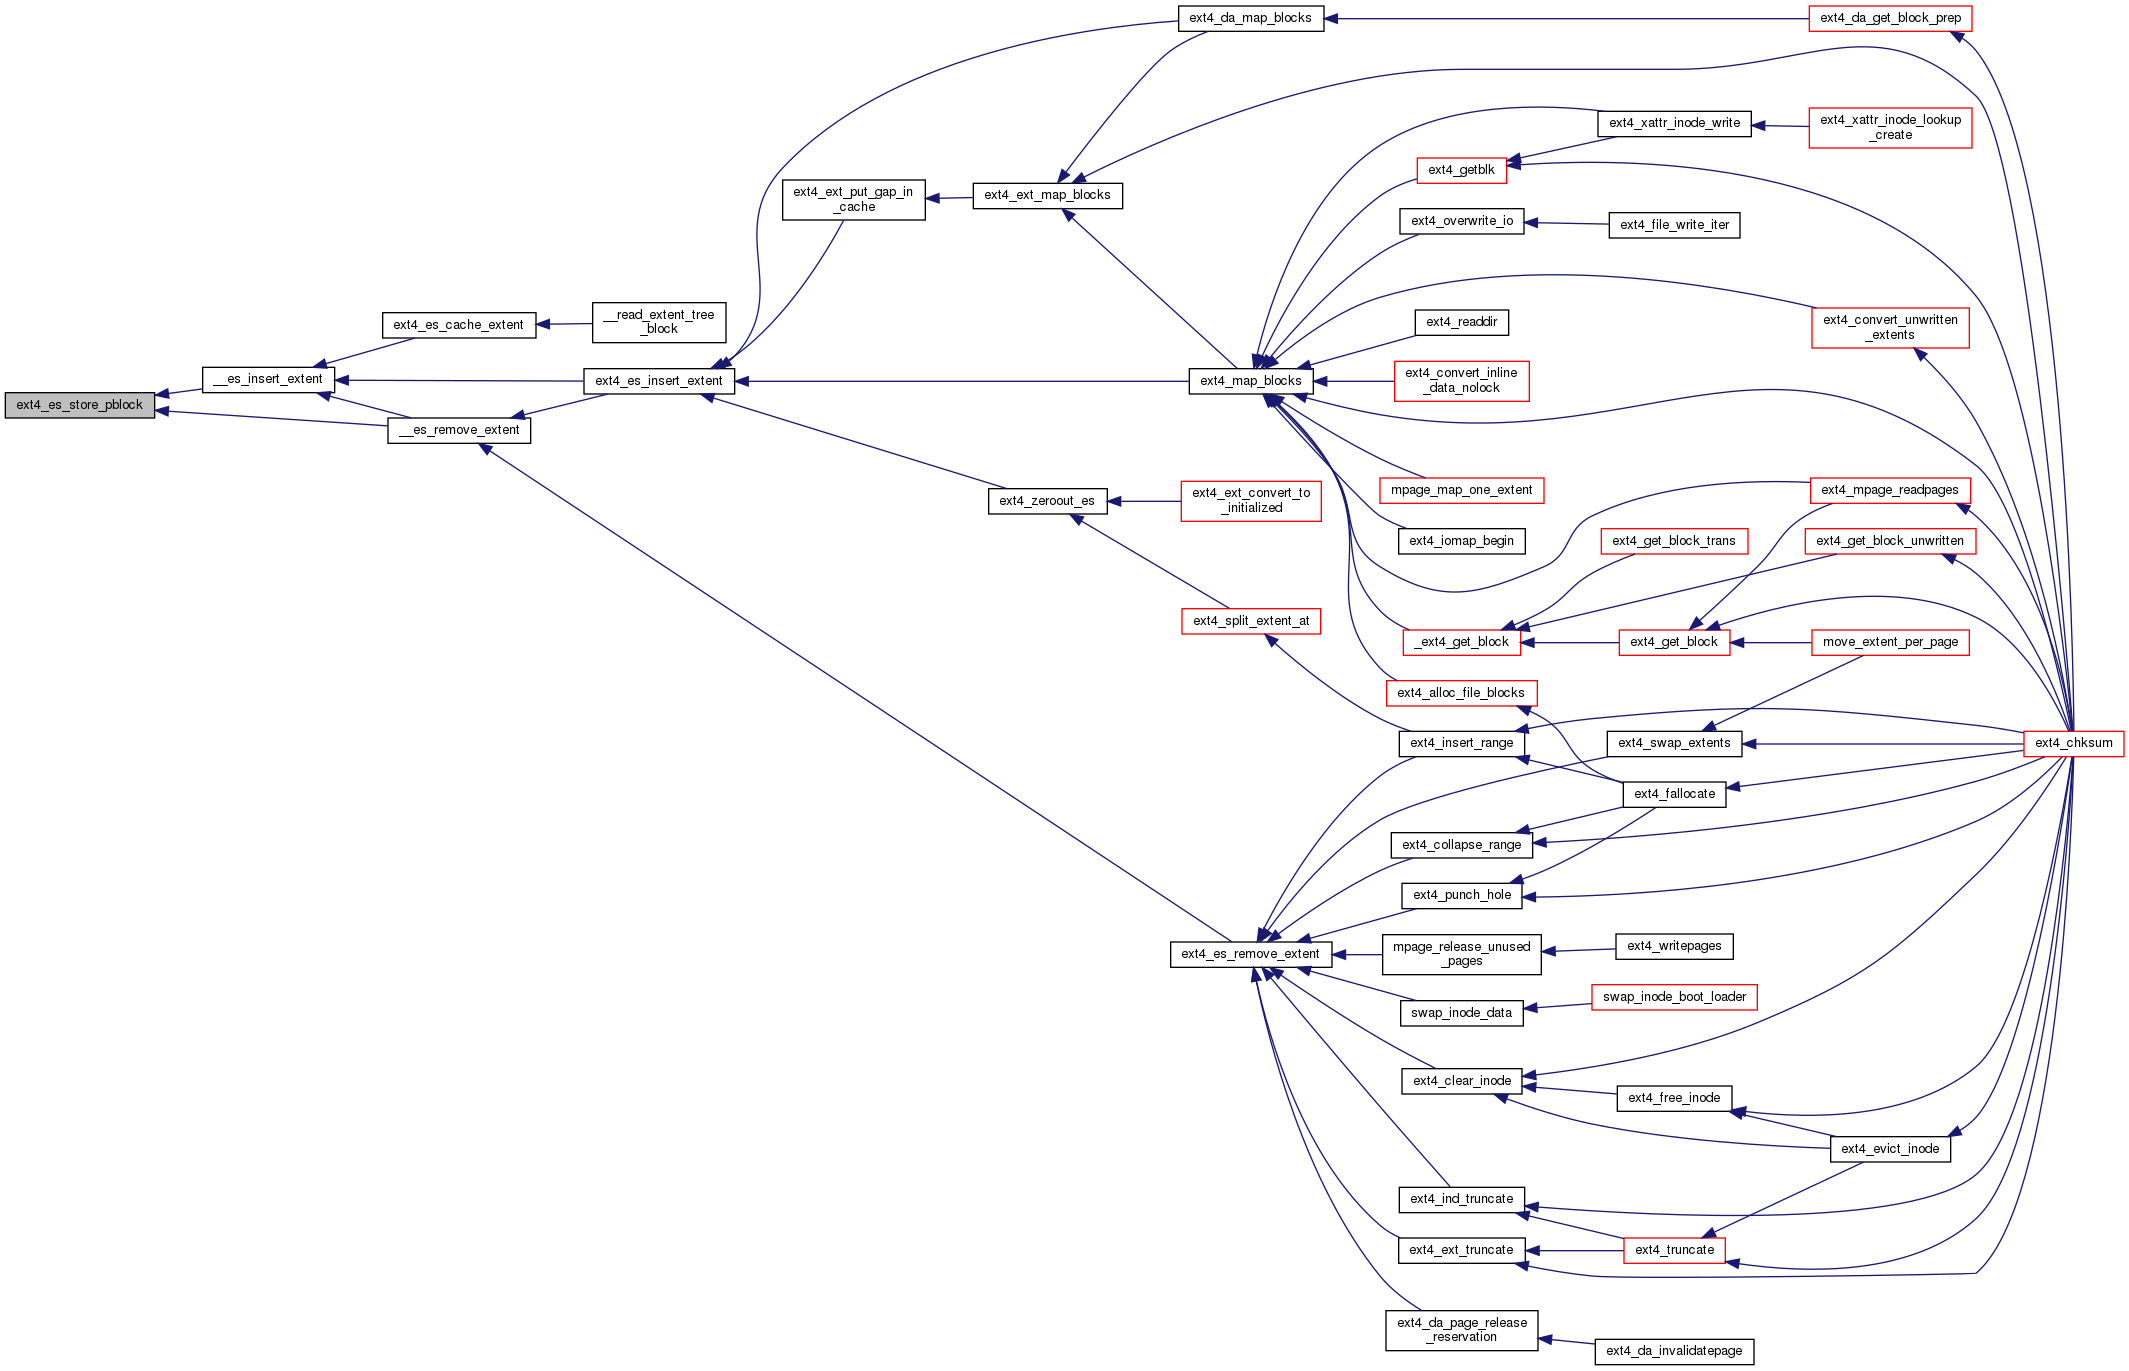 ext4_da_map_blocks
ext4_da_get_block_prep
ext4_xattr_inode_write
ext4_xattr_inode_lookup
_create
ext4_getblk
ext4_ext_put_gap_in
_cache
ext4_ext_map_blocks
ext4_overwrite_io
ext4_file_write_iter
ext4_es_cache_extent
__read_extent_tree
_block
ext4_readdir
ext4_convert_unwritten
_extents
__es_insert_extent
ext4_es_insert_extent
ext4_map_blocks
ext4_convert_inline
_data_nolock
ext4_es_store_pblock
__es_remove_extent
mpage_map_one_extent
ext4_mpage_readpages
ext4_zeroout_es
ext4_ext_convert_to
_initialized
ext4_iomap_begin
ext4_get_block_trans
ext4_get_block_unwritten
ext4_split_extent_at
_ext4_get_block
ext4_get_block
move_extent_per_page
ext4_alloc_file_blocks
ext4_insert_range
ext4_swap_extents
ext4_chksum
ext4_fallocate
ext4_collapse_range
ext4_punch_hole
ext4_es_remove_extent
mpage_release_unused
_pages
ext4_writepages
swap_inode_data
swap_inode_boot_loader
ext4_clear_inode
ext4_free_inode
ext4_evict_inode
ext4_ind_truncate
ext4_ext_truncate
ext4_truncate
ext4_da_page_release
_reservation
ext4_da_invalidatepage